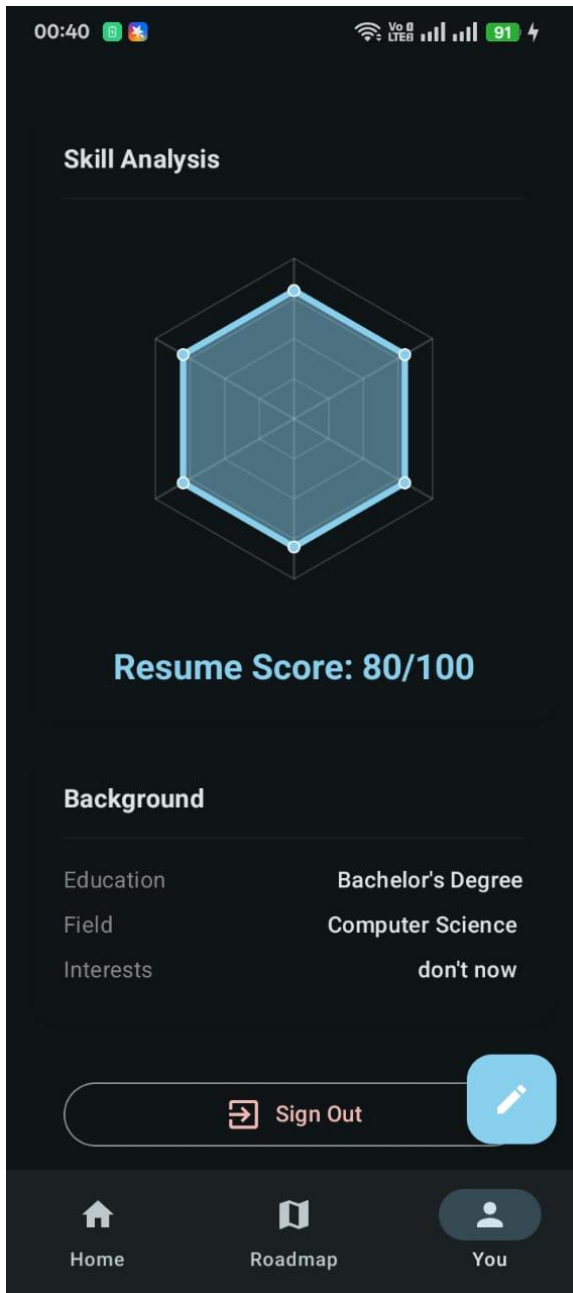 00:40
Vo
LTE
91
Skill Analysis
Resume Score: 80/100
Background
Education Bachelor's Degree
Field Computer Science
Interests don't now
Sign Out
Home Roadmap You